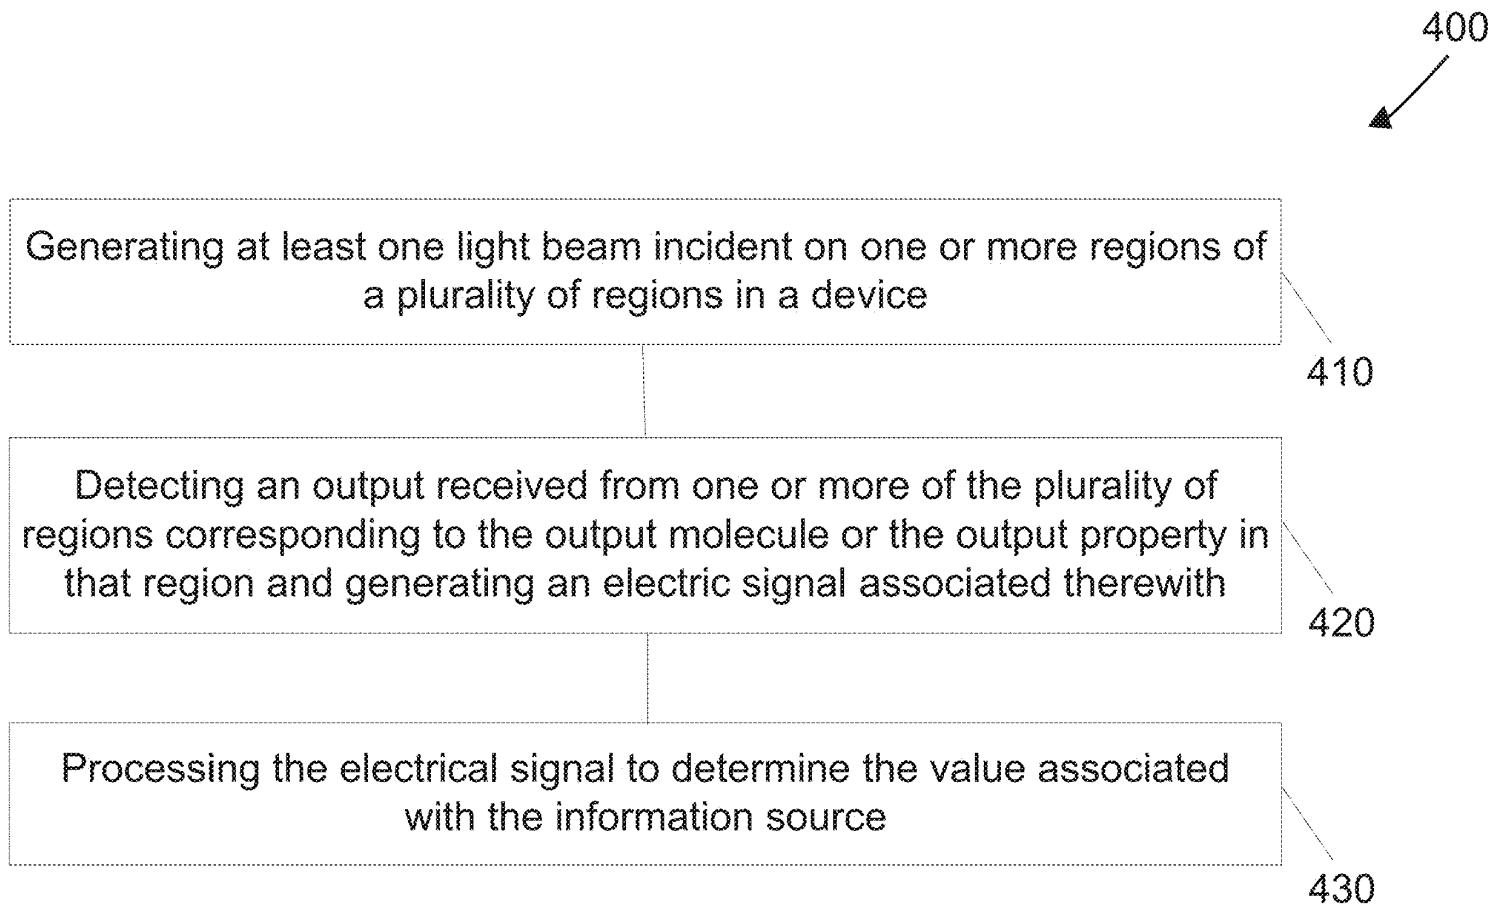 400
Generating at least one light beam incident on one or more regions of
a plurality of regions in a device
410
Detecting an output received from one or more of the plurality of
regions corresponding to the output molecule or the output property in
that region and generating an electric signal associated therewith
420
Processing the electrical signal to determine the value associated
with the information source
430